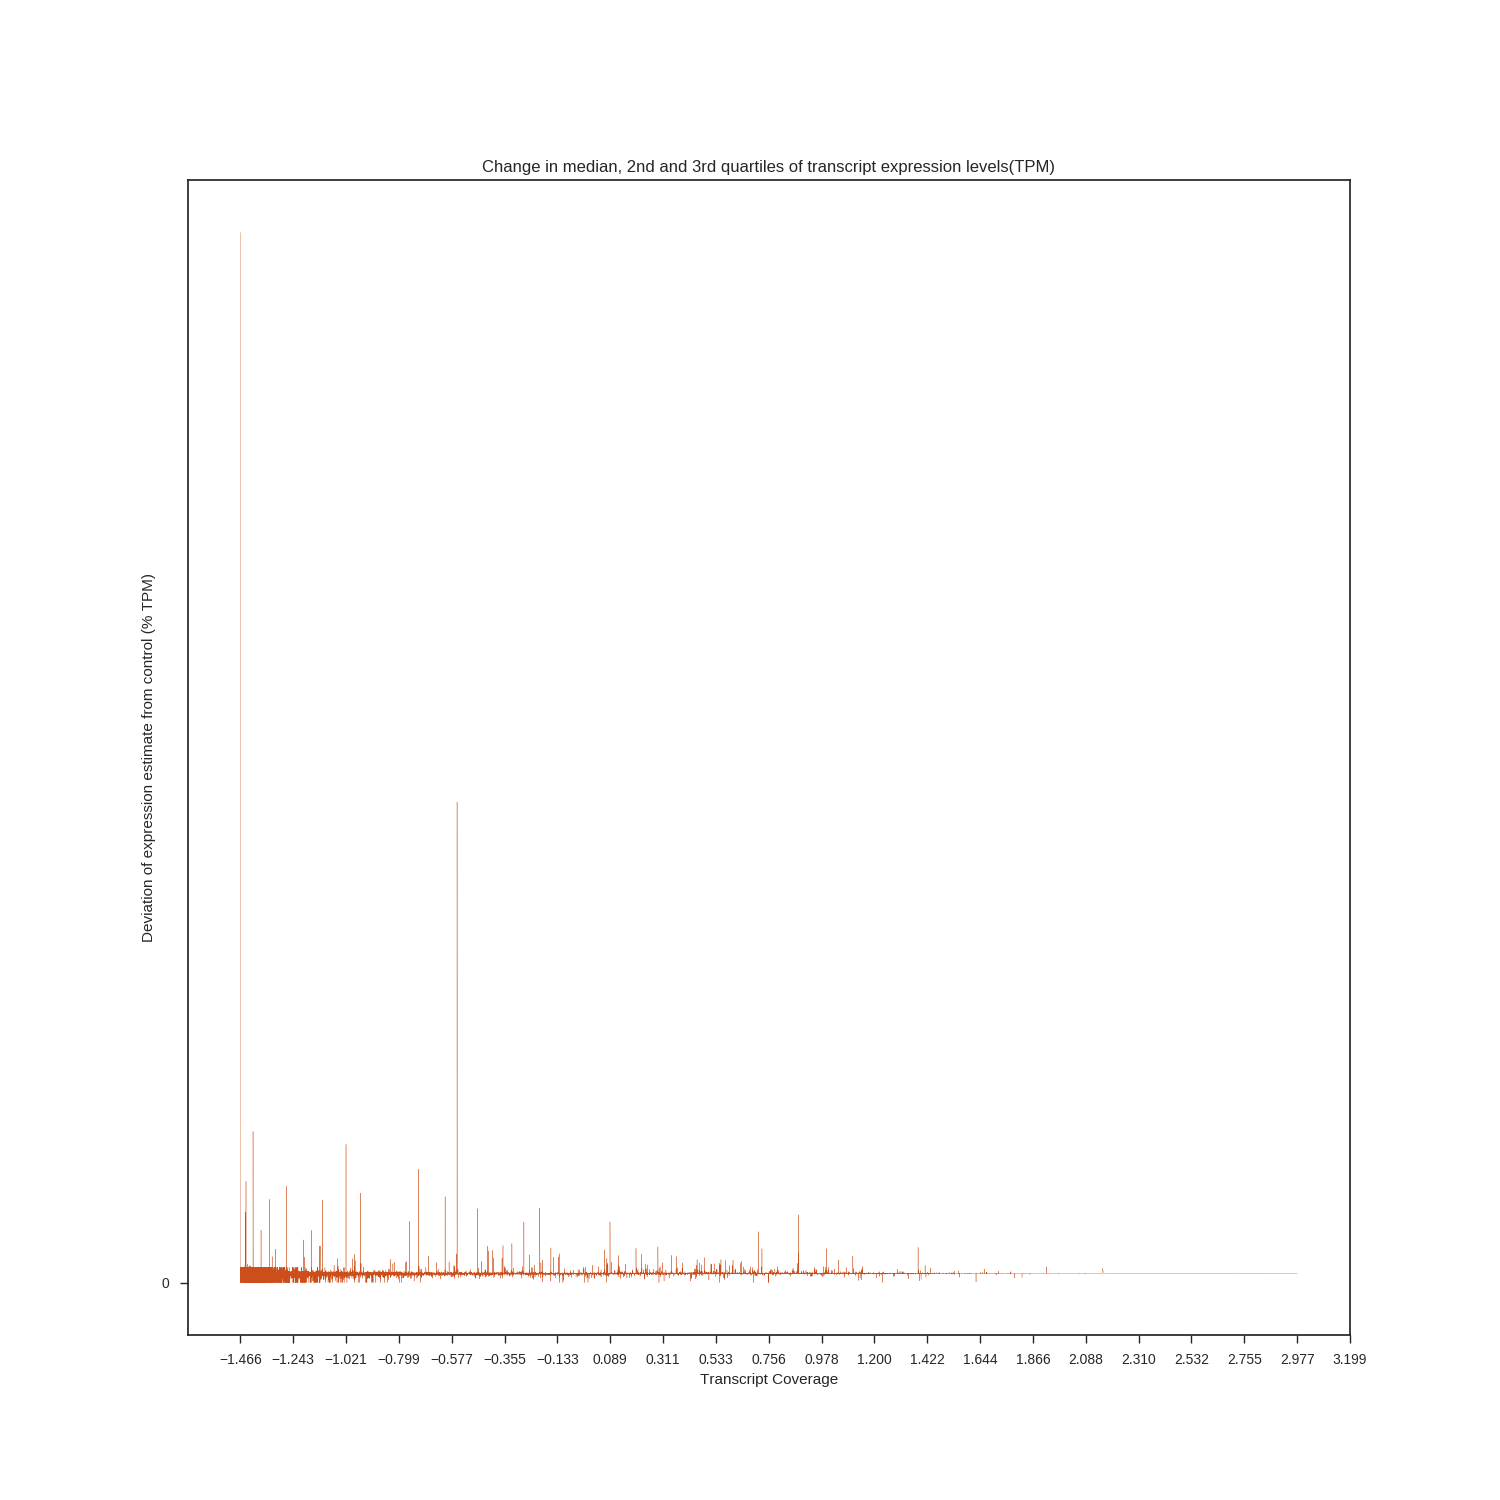 Change in median, 2nd and 3rd quartiles of transcript expression levels(TPM)
Deviation of expression estimate from control (% TPM)
0
−1.466 −1.243 −1.021 −0.799 −0.577 −0.355 −0.133 0.089 0.311 0.533 0.756 0.978 1.200 1.422 1.644 1.866 2.088 2.310 2.532 2.755 2.977 3.199
Transcript Coverage